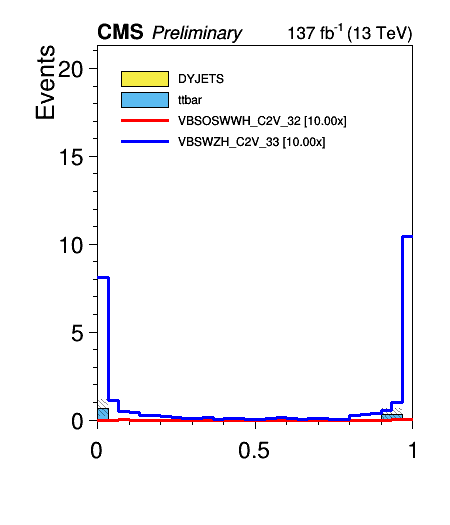 CMS Preliminary 137 fb-1 (13 TeV)
Events
20
15
10
5
0
DYJETS
ttbar
VBSOSWWH_C2V_32 [10.00x]
VBSWZH_C2V_33 [10.00x]
0 0.5 1